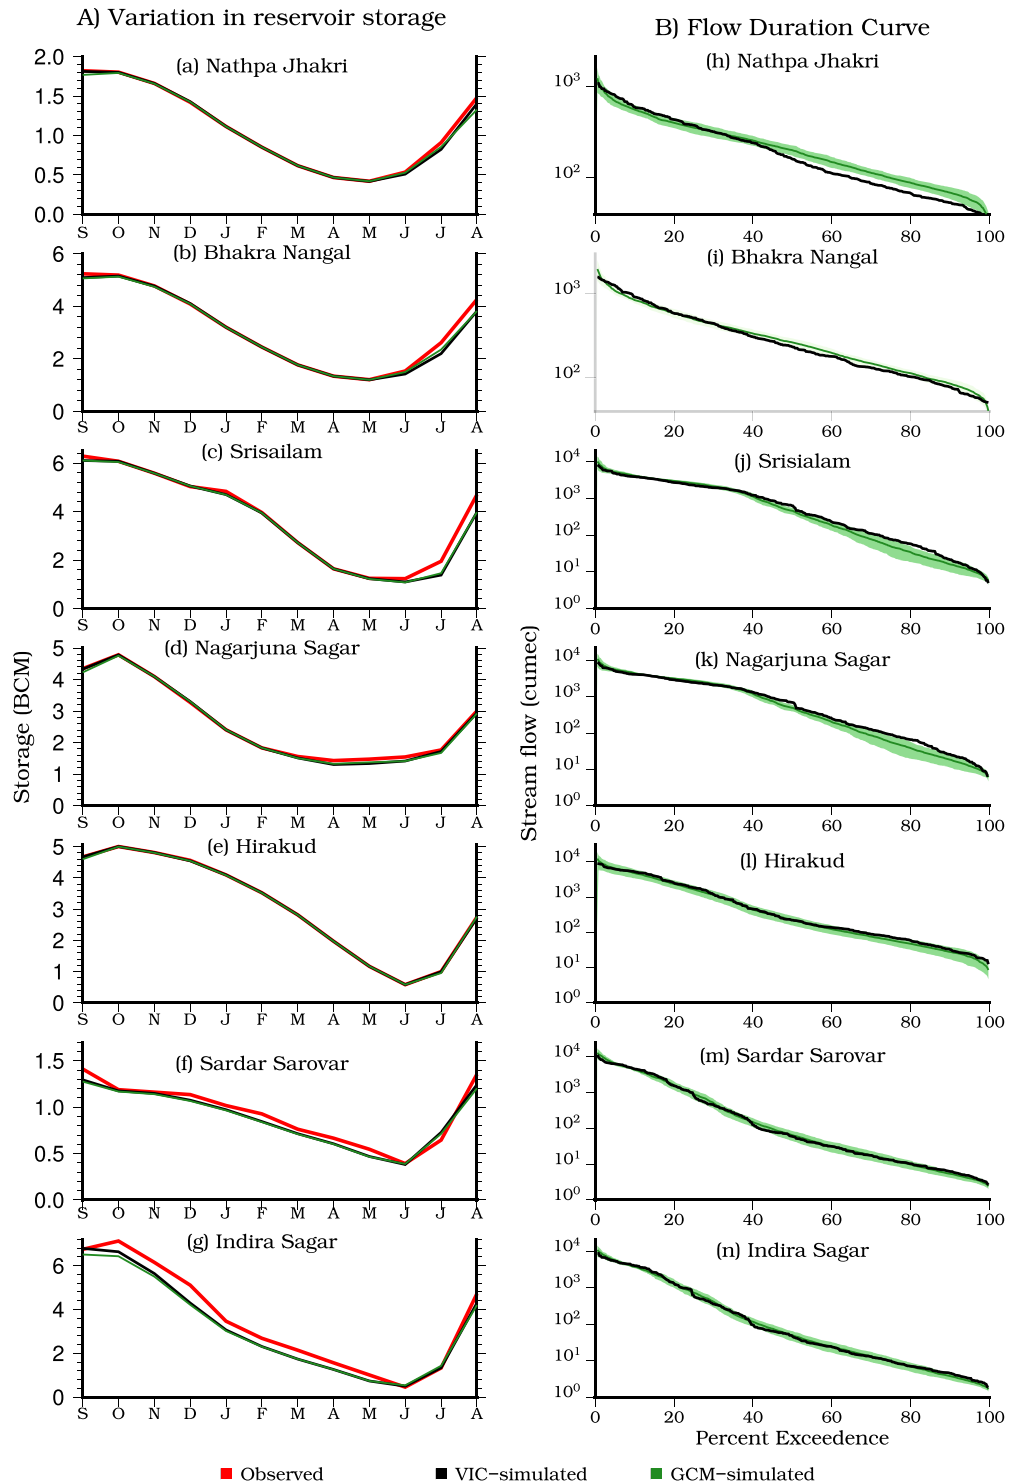 A) Variation in reservoir storage
B) Flow Duration Curve
Storage (BCM)
Stream flow (cumec)
(a) Nathpa Jhakri
2.0
1.5
1.0
0.5
0.0
S O N D J F M A M J J A
(h) Nathpa Jhakri
10³
10²
0 20 40 60 80 100
(b) Bhakra Nangal
6
4
2
0
S O N D J F M A M J J A
(i) Bhakra Nangal
10³
10²
0 20 40 60 80 100
(c) Srisailam
6
4
2
0
S O N D J F M A M J J A
(j) Srisialam
10⁴
10³
10²
10¹
10⁰
0 20 40 60 80 100
(d) Nagarjuna Sagar
5
4
3
2
1
0
S O N D J F M A M J J A
(k) Nagarjuna Sagar
10⁴
10³
10²
10¹
10⁰
0 20 40 60 80 100
(e) Hirakud
5
4
3
2
1
0
S O N D J F M A M J J A
(l) Hirakud
10⁴
10³
10²
10¹
10⁰
0 20 40 60 80 100
(f) Sardar Sarovar
1.5
1.0
0.5
0.0
S O N D J F M A M J J A
(m) Sardar Sarovar
10⁴
10³
10²
10¹
10⁰
0 20 40 60 80 100
(g) Indira Sagar
6
4
2
0
S O N D J F M A M J J A
(n) Indira Sagar
10⁴
10³
10²
10¹
10⁰
0 20 40 60 80 100
Percent Exceedence
Observed
VIC−simulated
GCM−simulated